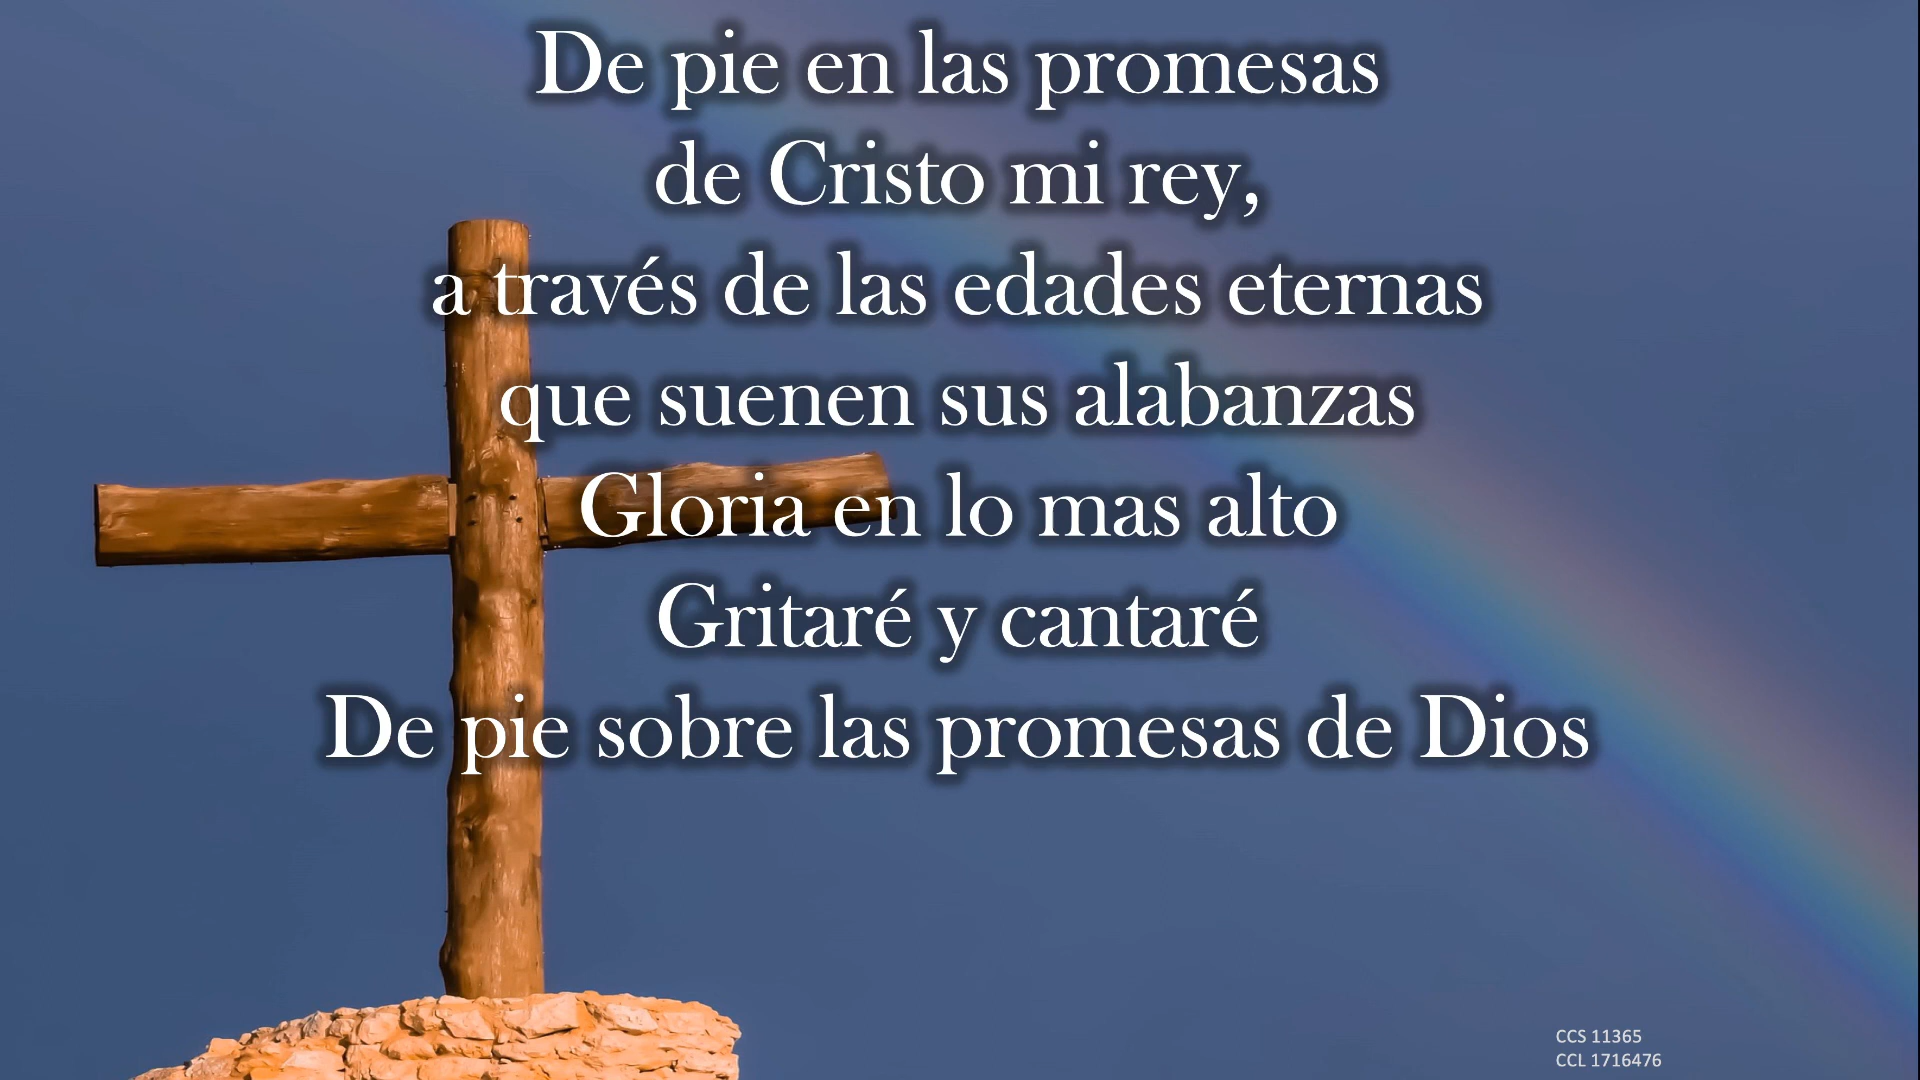 De pie en las promesas
de Cristo mi rey,
a través de las edades eternas
que suenen sus alabanzas
Gloria en lo mas alto
Gritaré y cantaré
De pie sobre las promesas de Dios
CCS 11365
CCL 1716476